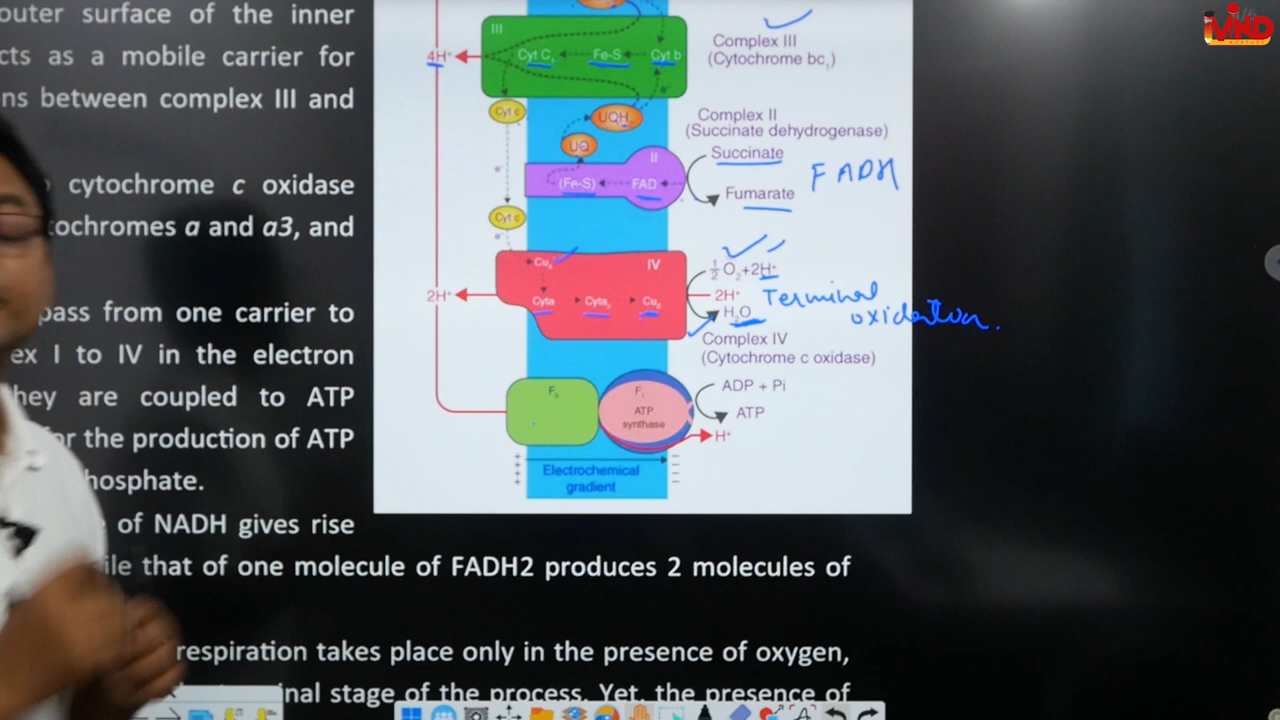 outer surface of the inner
cts as a mobile carrier for
ns between complex III and
cytochrome c oxidase
tochromes a and a3, and
pass from one carrier to
ex I to IV in the electron
hey are coupled to ATP
or the production of ATP
hosphate.
of NADH gives rise
ile that of one molecule of FADH2 produces 2 molecules of
respiration takes place only in the presence of oxygen,
inal stage of the process. Yet, the presence of
III
4H⁺
Cyt C₁
Fe-S
Cyt b
Complex III
(Cytochrome bc₁)
Cyt c
e⁻
UQH₂
UQ
Complex II
(Succinate dehydrogenase)
II
Succinate
(Fe-S)
FAD
Fumarate
FADH
e⁻
Cyt c
e⁻
IV
½ O₂+2H⁺
2H⁺
Cyta
Cyta₃
2H⁺
H₂O
Terminal
oxidation.
Complex IV
(Cytochrome c oxidase)
F₀
F₁
ATP
synthase
ADP + Pi
ATP
H⁺
+
+
+
+
Electrochemical
gradient
–
–
–
–